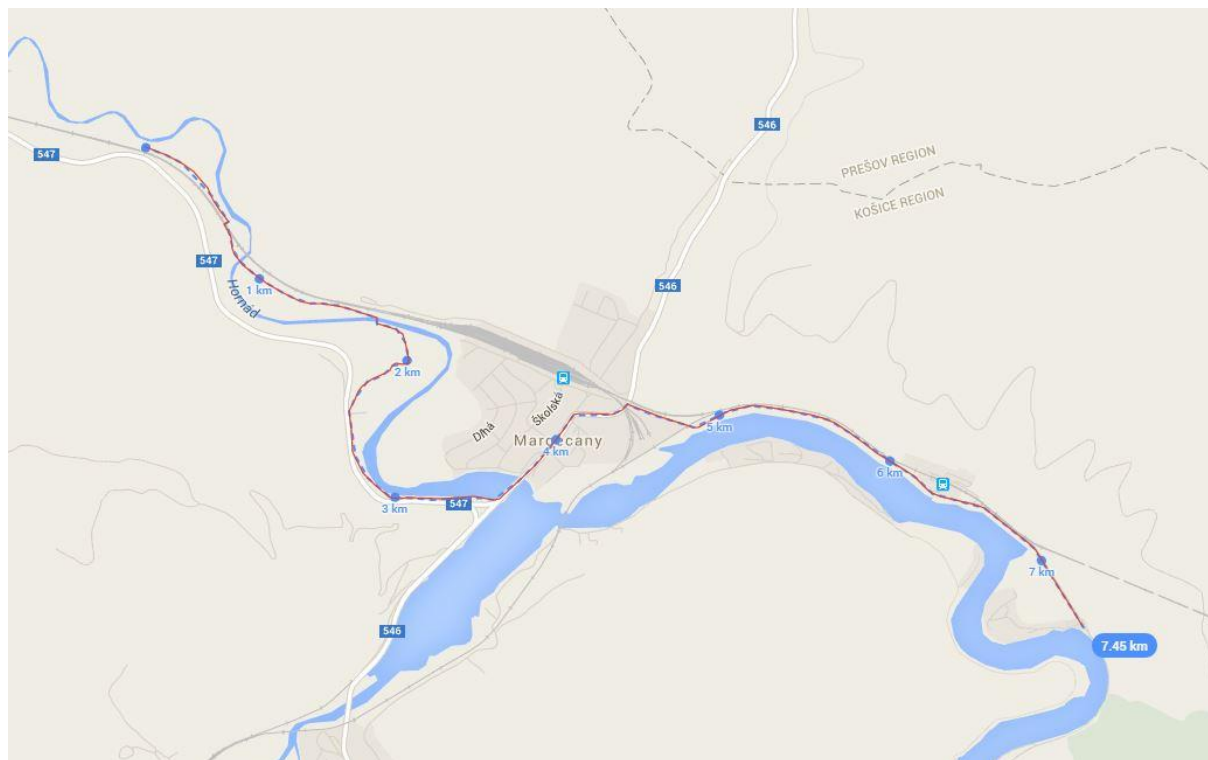 546
547
PREŠOV REGION
KOŠICE REGION
547
546
1 km
Hornád
2 km
Školská
Dlhá
Margecany
4 km
5 km
6 km
3 km
547
7 km
546
7.45 km